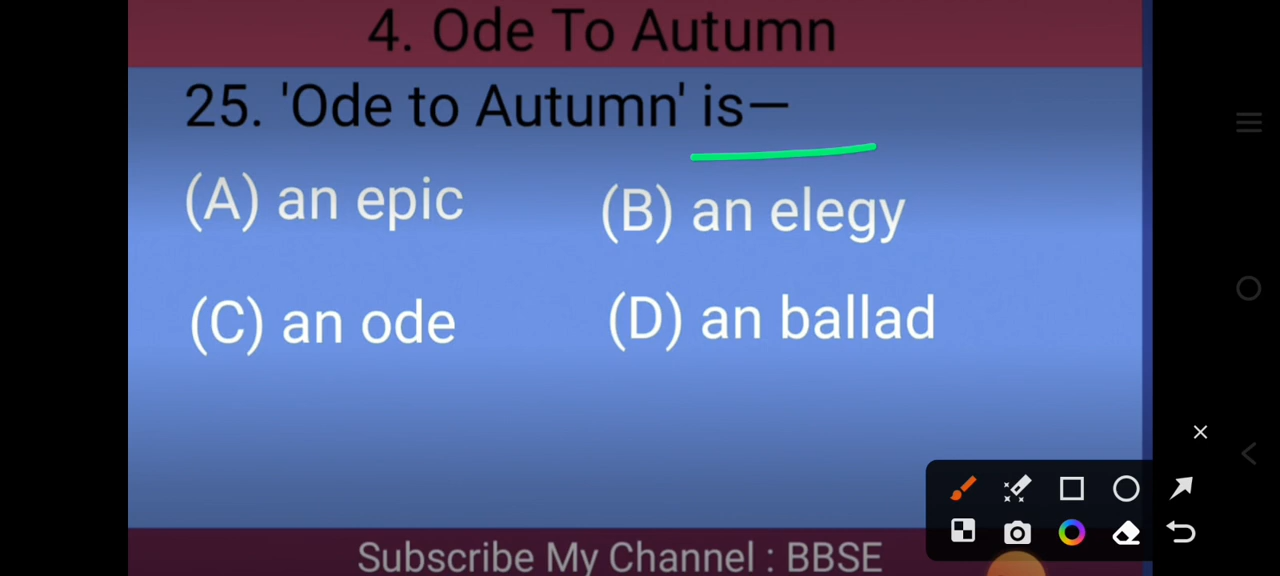 4. Ode To Autumn
25. 'Ode to Autumn' is—
(A) an epic
(B) an elegy
(C) an ode
(D) an ballad
Subscribe My Channel : BBSE